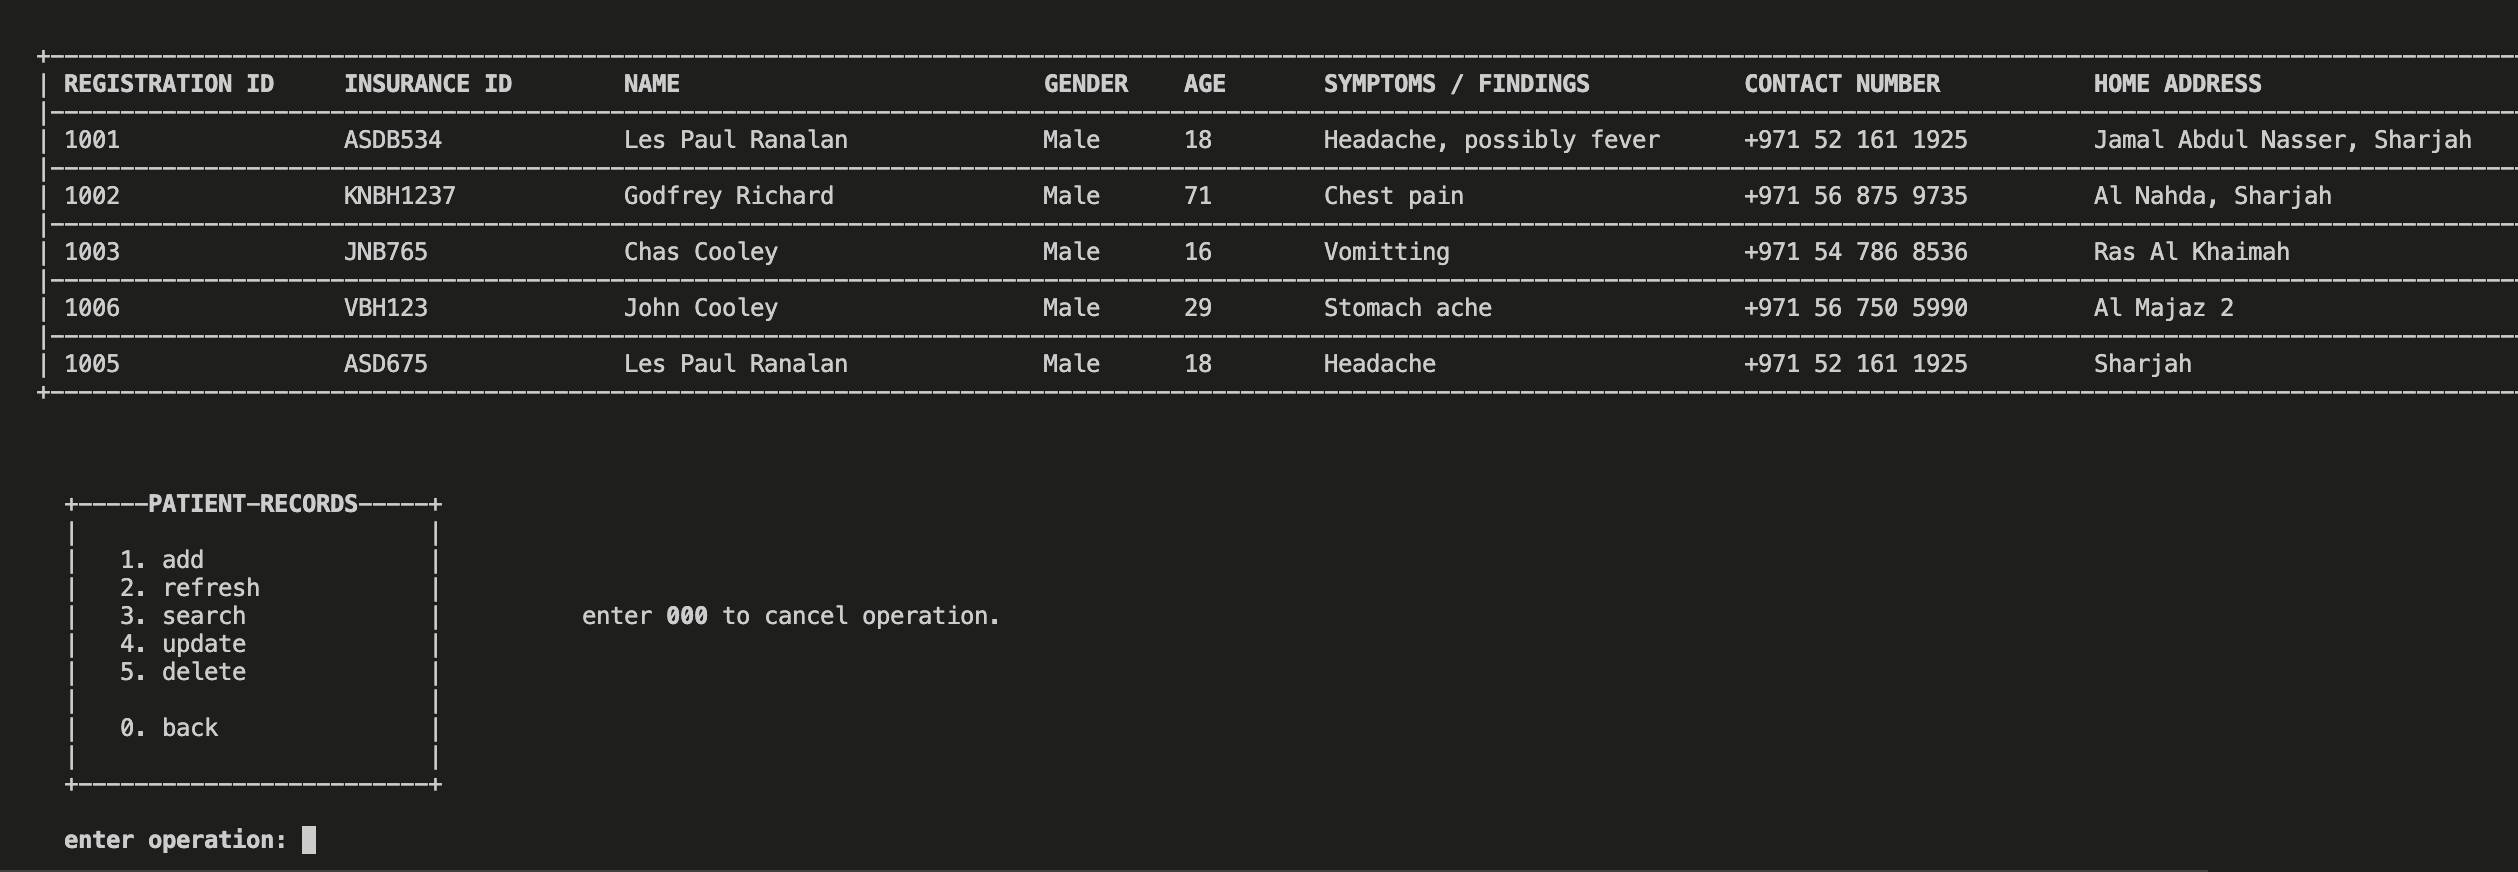 REGISTRATION ID INSURANCE ID NAME GENDER AGE SYMPTOMS / FINDINGS CONTACT NUMBER HOME ADDRESS
1001 ASDB534 Les Paul Ranalan Male 18 Headache, possibly fever +971 52 161 1925 Jamal Abdul Nasser, Sharjah
1002 KNBH1237 Godfrey Richard Male 71 Chest pain +971 56 875 9735 Al Nahda, Sharjah
1003 JNB765 Chas Cooley Male 16 Vomitting +971 54 786 8536 Ras Al Khaimah
1006 VBH123 John Cooley Male 29 Stomach ache +971 56 750 5990 Al Majaz 2
1005 ASD675 Les Paul Ranalan Male 18 Headache +971 52 161 1925 Sharjah
PATIENT-RECORDS
1. add
2. refresh
3. search enter 000 to cancel operation.
4. update
5. delete
0. back
enter operation: